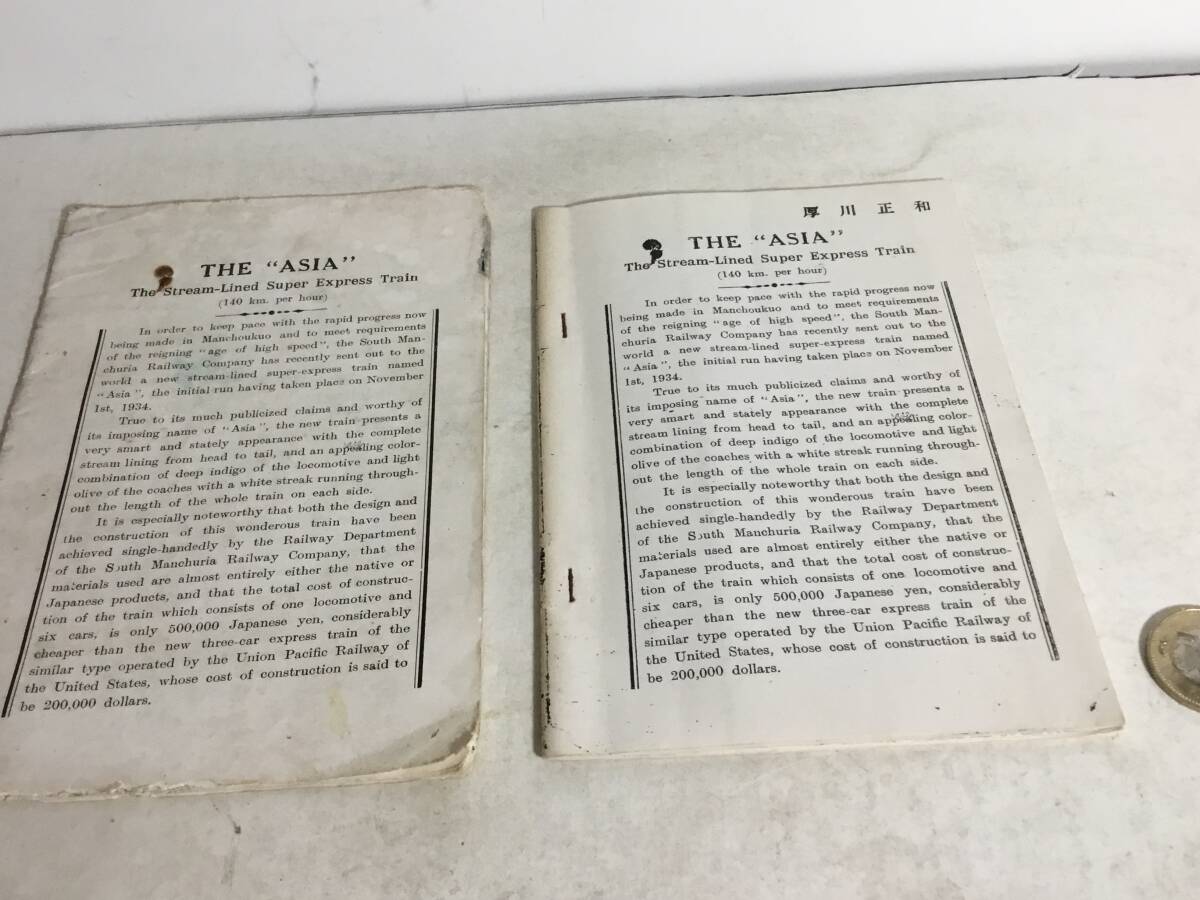 THE "ASIA"
The Stream-Lined Super Express Train
(140 km. per hour)
In order to keep pace with the rapid progress now
being made in Manchoukuo and to meet requirements
of the reigning "age of high speed", the South Man-
churia Railway Company has recently sent out to the
world a new stream-lined super-express train named
"Asia", the initial run having taken place on November
1st, 1934.
True to its much publicized claims and worthy of
its imposing name of "Asia", the new train presents a
very smart and stately appearance with the complete
stream lining from head to tail, and an appealing color-
combination of deep indigo of the locomotive and light
olive of the coaches with a white streak running through-
out the length of the whole train on each side.
It is especially noteworthy that both the design and
the construction of this wonderous train have been
achieved single-handedly by the Railway Department
of the South Manchuria Railway Company, that the
materials used are almost entirely either the native or
Japanese products, and that the total cost of construc-
tion of the train which consists of one locomotive and
six cars, is only 500,000 Japanese yen, considerably
cheaper than the new three-car express train of the
similar type operated by the Union Pacific Railway of
the United States, whose cost of construction is said to
be 200,000 dollars.
厚川正和
THE "ASIA"
The Stream-Lined Super Express Train
(140 km. per hour)
In order to keep pace with the rapid progress now
being made in Manchoukuo and to meet requirements
of the reigning "age of high speed", the South Man-
churia Railway Company has recently sent out to the
world a new stream-lined super-express train named
"Asia", the initial run having taken place on November
1st, 1934.
True to its much publicized claims and worthy of
its imposing name of "Asia", the new train presents a
very smart and stately appearance with the complete
stream lining from head to tail, and an appealing color-
combination of deep indigo of the locomotive and light
olive of the coaches with a white streak running through-
out the length of the whole train on each side.
It is especially noteworthy that both the design and
the construction of this wonderous train have been
achieved single-handedly by the Railway Department
of the South Manchuria Railway Company, that the
materials used are almost entirely either the native or
Japanese products, and that the total cost of construc-
tion of the train which consists of one locomotive and
six cars, is only 500,000 Japanese yen, considerably
cheaper than the new three-car express train of the
similar type operated by the Union Pacific Railway of
the United States, whose cost of construction is said to
be 200,000 dollars.